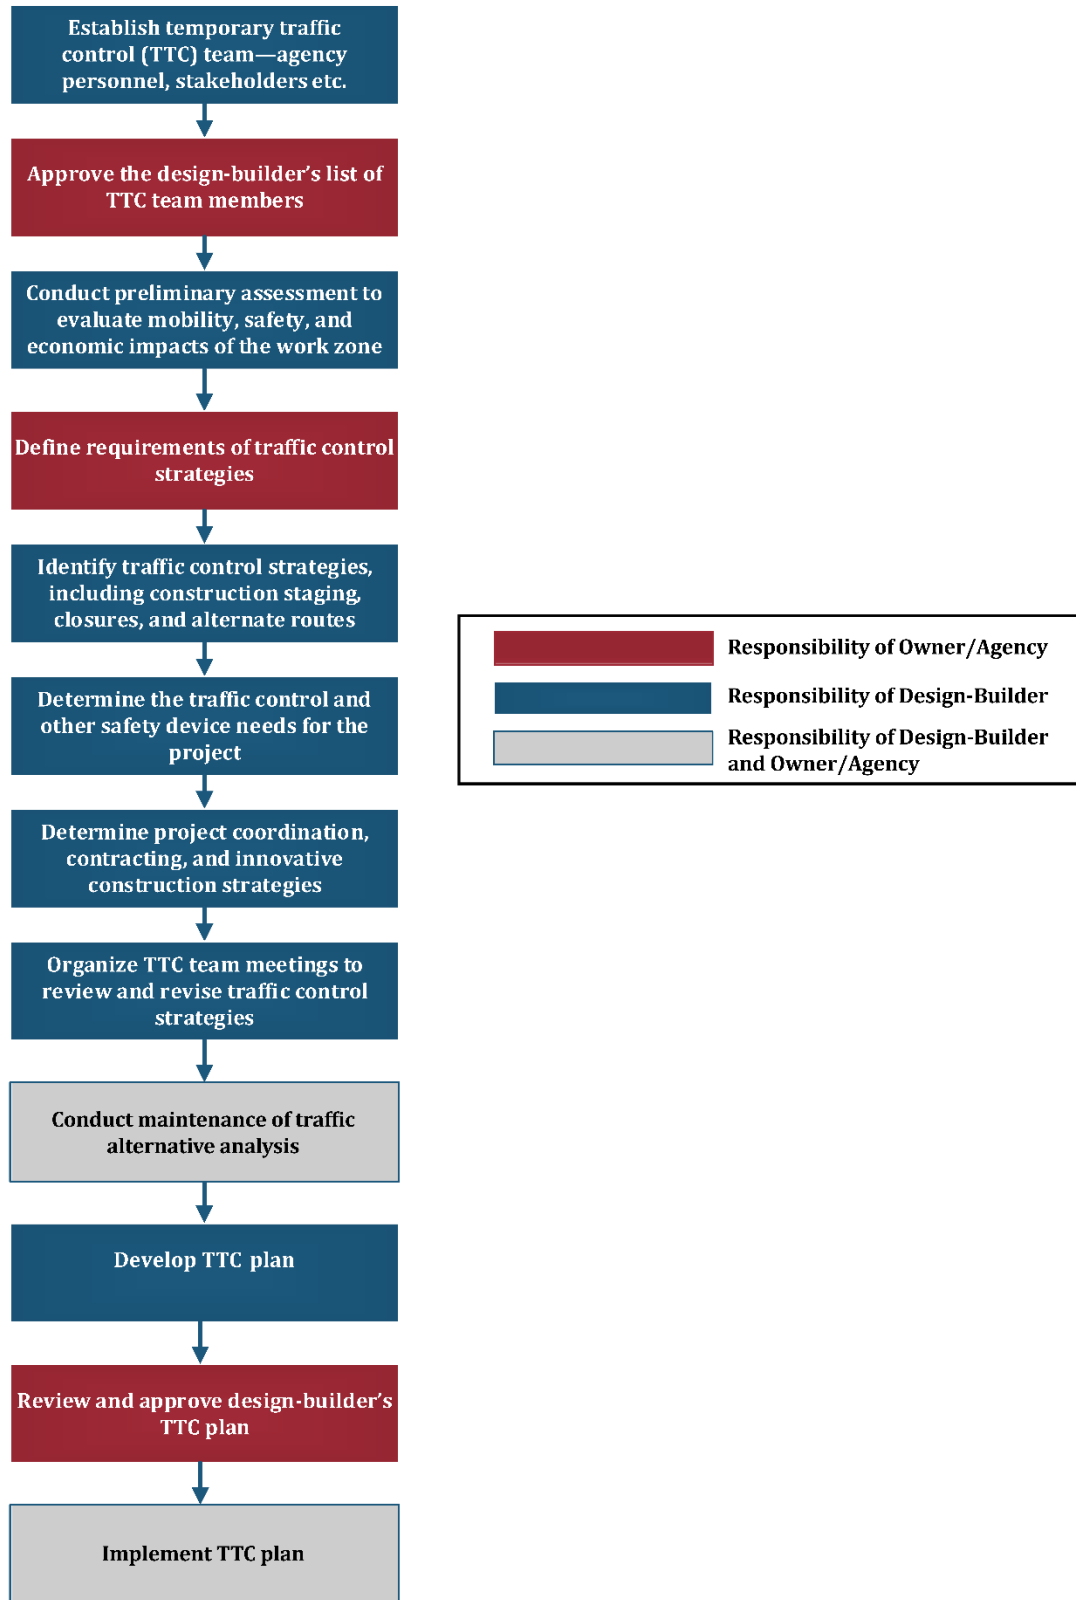 Establish temporary traffic
control (TTC) team—agency
personnel, stakeholders etc.
Approve the design-builder’s list of
TTC team members
Conduct preliminary assessment to
evaluate mobility, safety, and
economic impacts of the work zone
Define requirements of traffic control
strategies
Identify traffic control strategies,
including construction staging,
closures, and alternate routes
Determine the traffic control and
other safety device needs for the
project
Determine project coordination,
contracting, and innovative
construction strategies
Organize TTC team meetings to
review and revise traffic control
strategies
Conduct maintenance of traffic
alternative analysis
Develop TTC plan
Review and approve design-builder’s
TTC plan
Implement TTC plan
Responsibility of Owner/Agency
Responsibility of Design-Builder
Responsibility of Design-Builder
and Owner/Agency